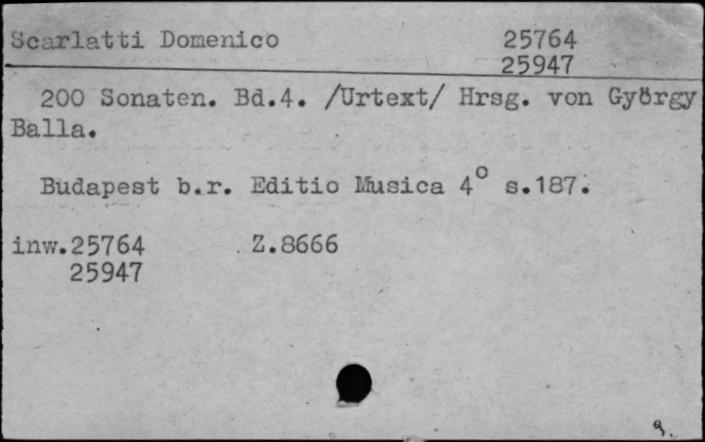 Scarlatti Domenico 25764
25947
200 Sonaten. Bd.4. /Urtext/ Hrsg. von György
Balla.
Budapest b.r. Editio Musica 4° s.187.
inw.25764 Z.8666
25947